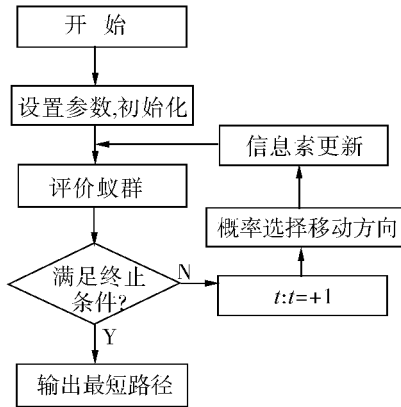 开 始
设置参数,初始化
信息素更新
评价蚁群
概率选择移动方向
满足终止
条件?
N
t:t=+1
Y
输出最短路径